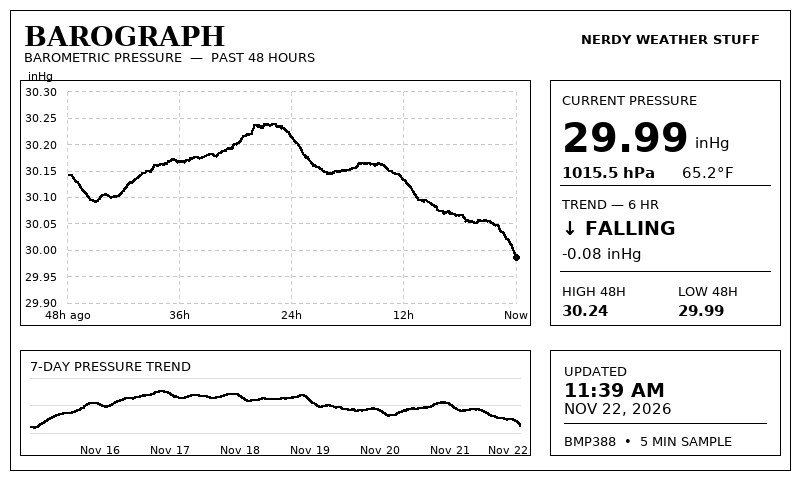 BAROGRAPH
BAROMETRIC PRESSURE — PAST 48 HOURS
NERDY WEATHER STUFF
inHg
30.30
30.25
30.20
30.15
30.10
30.05
30.00
29.95
29.90
48h ago 36h 24h 12h Now
CURRENT PRESSURE
29.99 inHg
1015.5 hPa 65.2°F
TREND — 6 HR
↓ FALLING
-0.08 inHg
HIGH 48H LOW 48H
30.24 29.99
7-DAY PRESSURE TREND
Nov 16 Nov 17 Nov 18 Nov 19 Nov 20 Nov 21 Nov 22
UPDATED
11:39 AM
NOV 22, 2026
BMP388 • 5 MIN SAMPLE